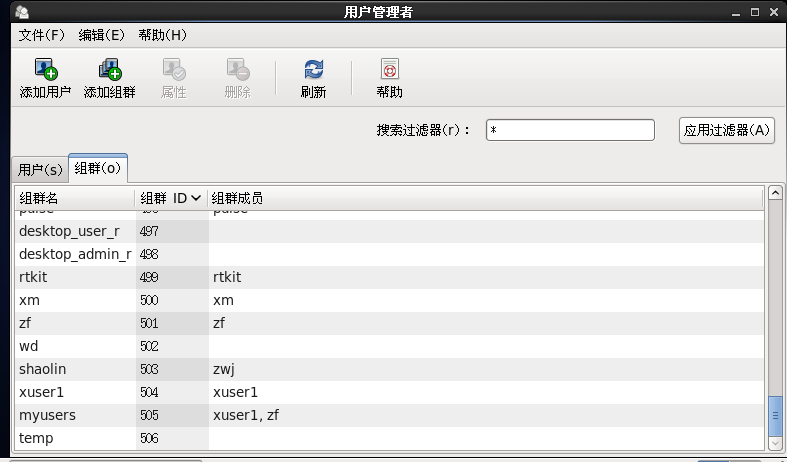 用户管理者
文件(F) 编辑(E) 帮助(H)
添加用户 添加组群 属性 删除 刷新 帮助
搜索过滤器(r)： * 应用过滤器(A)
用户(s) 组群(o)
组群名 组群 ID 组群成员
pulse 496 pulse
desktop_user_r 497
desktop_admin_r 498
rtkit 499 rtkit
xm 500 xm
zf 501 zf
wd 502
shaolin 503 zwj
xuser1 504 xuser1
myusers 505 xuser1, zf
temp 506